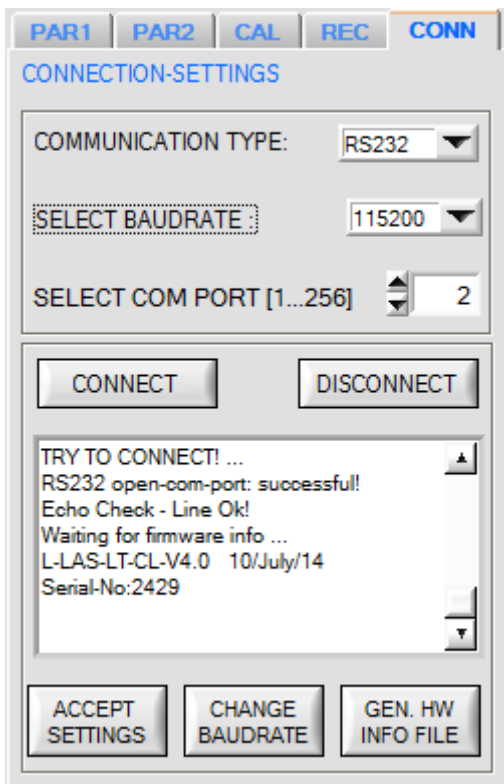 PAR1 PAR2 CAL REC CONN
CONNECTION-SETTINGS
COMMUNICATION TYPE: RS232
SELECT BAUDRATE : 115200
SELECT COM PORT [1...256] 2
CONNECT DISCONNECT
TRY TO CONNECT! ...
RS232 open-com-port: successful!
Echo Check - Line Ok!
Waiting for firmware info ...
L-LAS-LT-CL-V4.0 10/July/14
Serial-No:2429
ACCEPT CHANGE GEN. HW
SETTINGS BAUDRATE INFO FILE